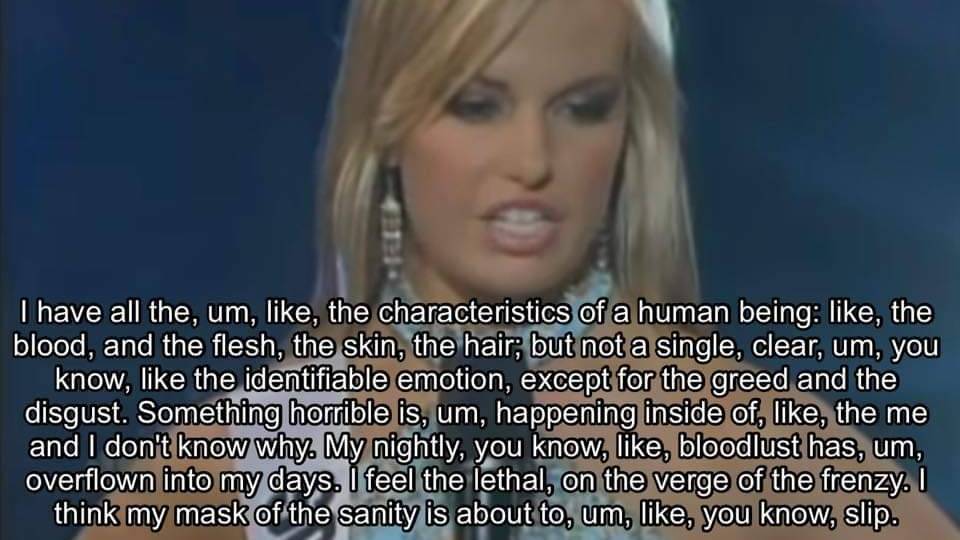 I have all the, um, like, the characteristics of a human being: like, the
blood, and the flesh, the skin, the hair; but not a single, clear, um, you
know, like the identifiable emotion, except for the greed and the
disgust. Something horrible is, um, happening inside of, like, the me
and I don't know why. My nightly, you know, like, bloodlust has, um,
overflown into my days. I feel the lethal, on the verge of the frenzy. I
think my mask of the sanity is about to, um, like, you know, slip.